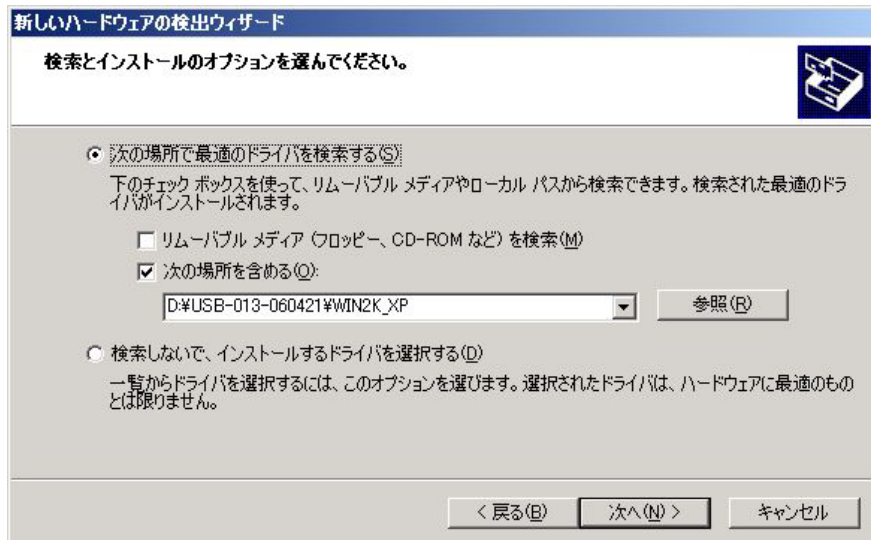 新しいハードウェアの検出ウィザード
検索とインストールのオプションを選んでください。
次の場所で最適のドライバを検索する(S)
下のチェック ボックスを使って、リムーバブル メディアやローカル パスから検索できます。検索された最適のドラ
イバがインストールされます。
リムーバブル メディア (フロッピー、CD-ROM など) を検索(M)
次の場所を含める(O):
D:¥USB-013-060421¥WIN2K_XP
参照(R)
検索しないで、インストールするドライバを選択する(D)
一覧からドライバを選択するには、このオプションを選びます。選択されたドライバは、ハードウェアに最適のもの
とは限りません。
< 戻る(B)
次へ(N) >
キャンセル